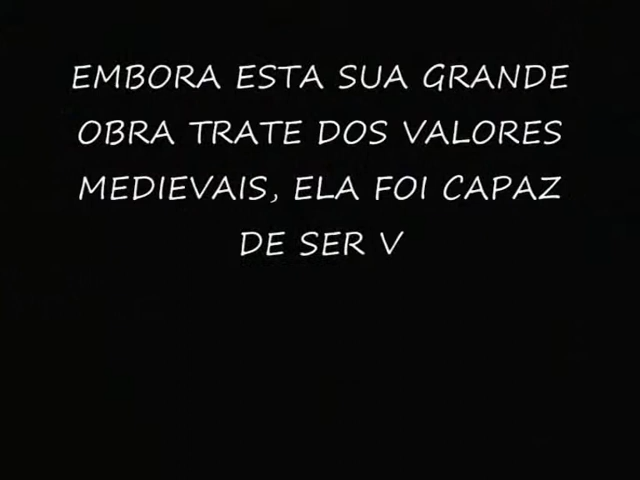 EMBORA ESTA SUA GRANDE
OBRA TRATE DOS VALORES
MEDIEVAIS, ELA FOI CAPAZ
DE SER V